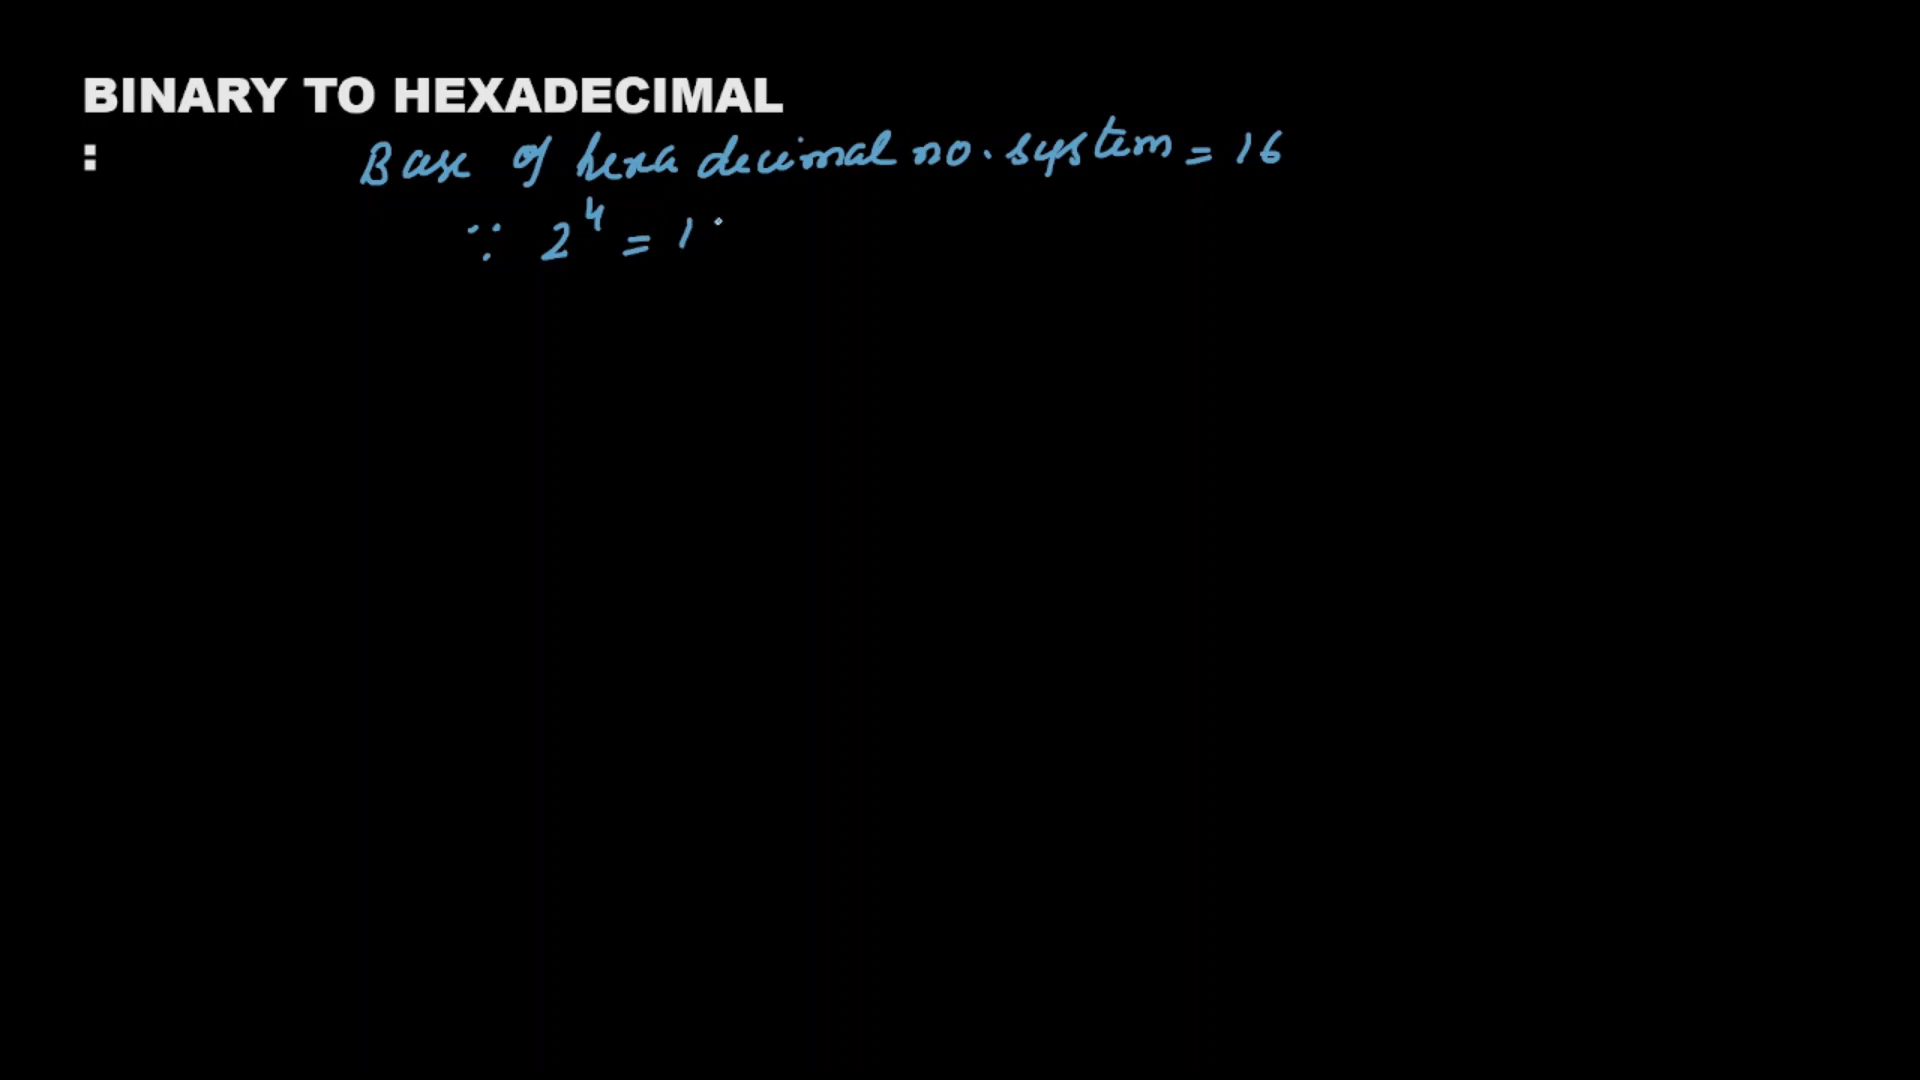 BINARY TO HEXADECIMAL
:
Base of hexa decimal no. system = 16
∵ 2⁴ = 1